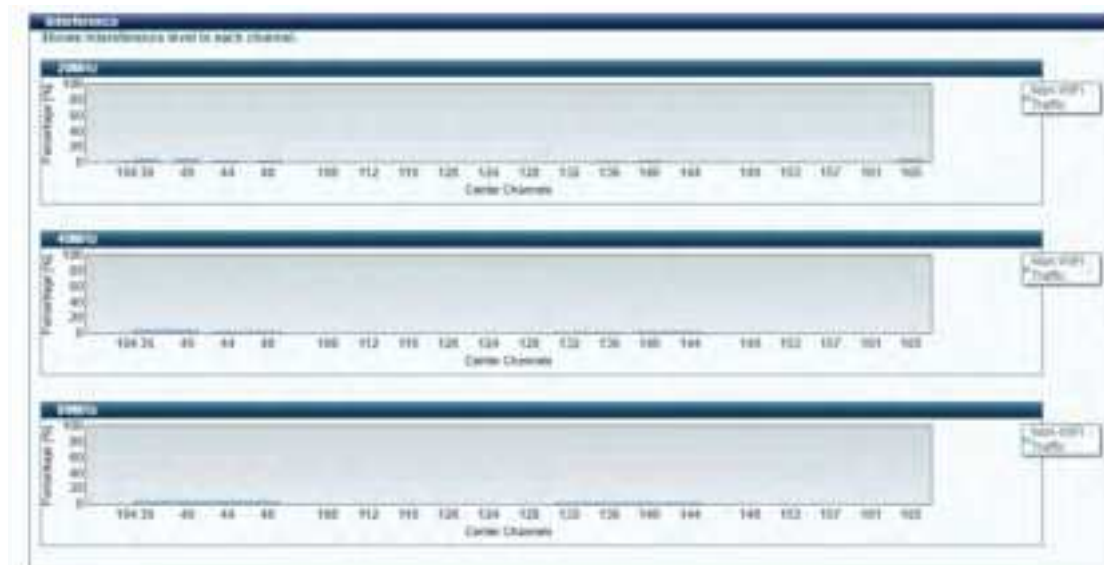 Interference
Shows interference level in each channel.
20MHz
Percentage [%]
100
80
60
40
20
0
Non-WIFI
Traffic
104 36 40 44 48 108 112 116 120 124 128 132 136 140 144 149 153 157 161 165
Center Channels
40MHz
Percentage [%]
100
80
60
40
20
0
Non-WIFI
Traffic
104 36 40 44 48 108 112 116 120 124 128 132 136 140 144 149 153 157 161 165
Center Channels
80MHz
Percentage [%]
100
80
60
40
20
0
Non-WIFI
Traffic
104 36 40 44 48 108 112 116 120 124 128 132 136 140 144 149 153 157 161 165
Center Channels